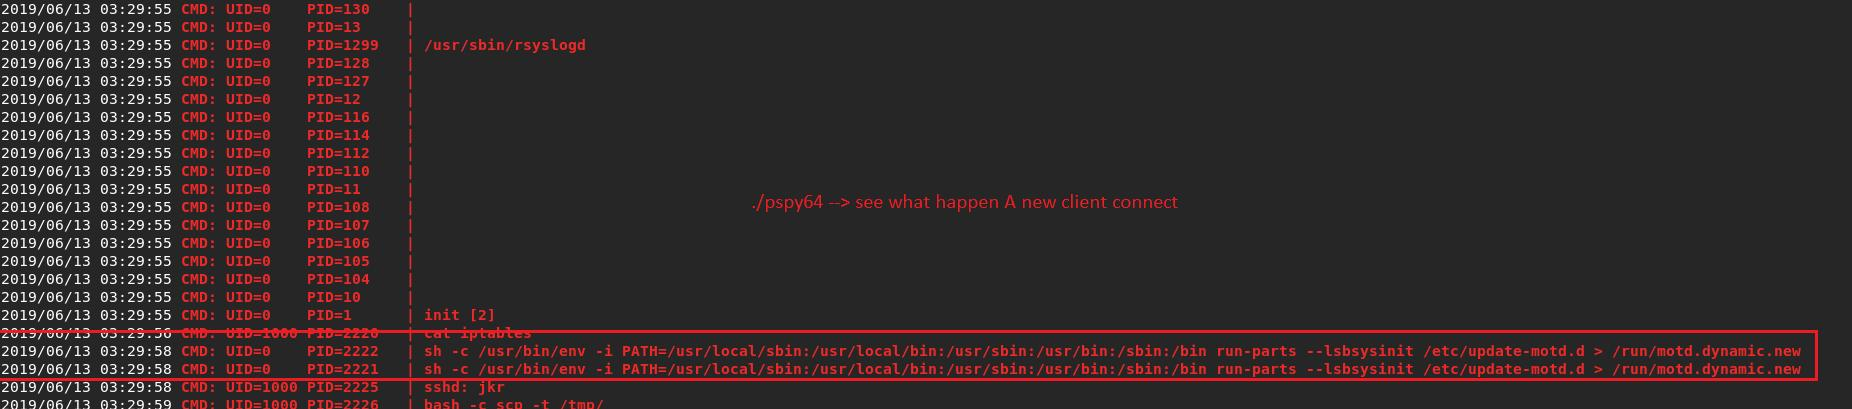 2019/06/13 03:29:55 CMD: UID=0    PID=130    |
2019/06/13 03:29:55 CMD: UID=0    PID=13     |
2019/06/13 03:29:55 CMD: UID=0    PID=1299   | /usr/sbin/rsyslogd
2019/06/13 03:29:55 CMD: UID=0    PID=128    |
2019/06/13 03:29:55 CMD: UID=0    PID=127    |
2019/06/13 03:29:55 CMD: UID=0    PID=12     |
2019/06/13 03:29:55 CMD: UID=0    PID=116    |
2019/06/13 03:29:55 CMD: UID=0    PID=114    |
2019/06/13 03:29:55 CMD: UID=0    PID=112    |
2019/06/13 03:29:55 CMD: UID=0    PID=110    |
2019/06/13 03:29:55 CMD: UID=0    PID=11     |
2019/06/13 03:29:55 CMD: UID=0    PID=108    |
./pspy64 --> see what happen A new client connect
2019/06/13 03:29:55 CMD: UID=0    PID=107    |
2019/06/13 03:29:55 CMD: UID=0    PID=106    |
2019/06/13 03:29:55 CMD: UID=0    PID=105    |
2019/06/13 03:29:55 CMD: UID=0    PID=104    |
2019/06/13 03:29:55 CMD: UID=0    PID=10     |
2019/06/13 03:29:55 CMD: UID=0    PID=1      | init [2]
2019/06/13 03:29:56 CMD: UID=1000 PID=2220   | cat iptables
2019/06/13 03:29:58 CMD: UID=0    PID=2222   | sh -c /usr/bin/env -i PATH=/usr/local/sbin:/usr/local/bin:/usr/sbin:/usr/bin:/sbin:/bin run-parts --lsbsysinit /etc/update-motd.d > /run/motd.dynamic.new
2019/06/13 03:29:58 CMD: UID=0    PID=2221   | sh -c /usr/bin/env -i PATH=/usr/local/sbin:/usr/local/bin:/usr/sbin:/usr/bin:/sbin:/bin run-parts --lsbsysinit /etc/update-motd.d > /run/motd.dynamic.new
2019/06/13 03:29:58 CMD: UID=1000 PID=2225   | sshd: jkr
2019/06/13 03:29:59 CMD: UID=1000 PID=2226   | bash -c scp -t /tmp/